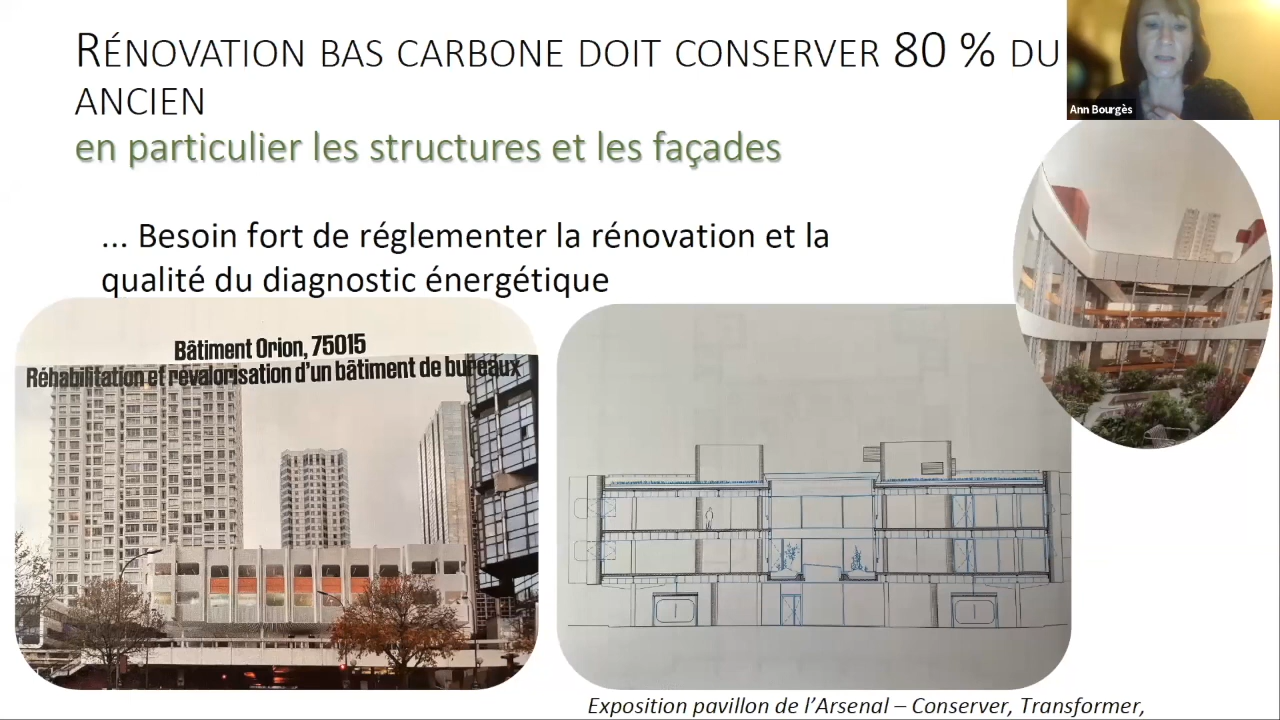 RÉNOVATION BAS CARBONE DOIT CONSERVER 80 % DU
ANCIEN
en particulier les structures et les façades
Ann Bourgès
... Besoin fort de réglementer la rénovation et la
qualité du diagnostic énergétique
Bâtiment Orion, 75015
Réhabilitation et revalorisation d'un bâtiment de bureaux
Exposition pavillon de l'Arsenal – Conserver, Transformer,